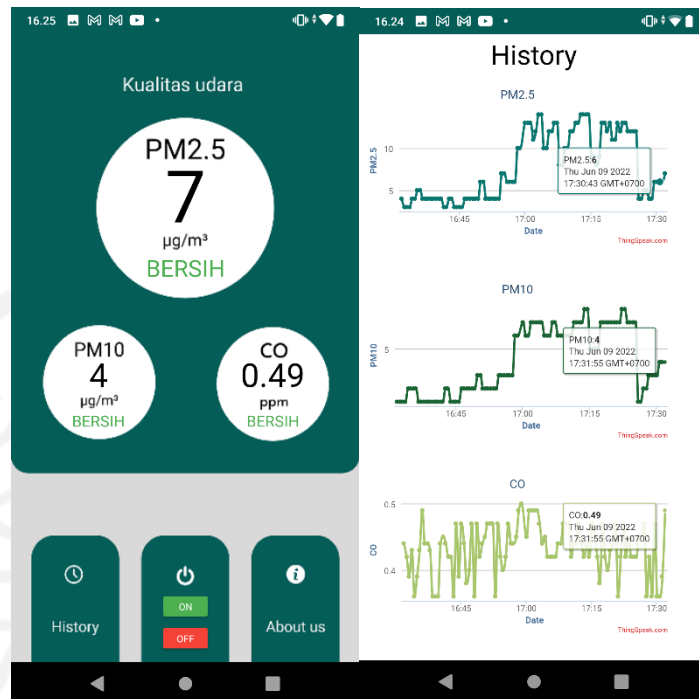 16.25
Kualitas udara
PM2.5
7
µg/m³
BERSIH
PM10
4
µg/m³
BERSIH
CO
0.49
ppm
BERSIH
History
ON
OFF
About us
16.24
History
PM2.5
PM2.5
10
5
PM2.5:6
Thu Jun 09 2022
17:30:43 GMT+0700
16:45 17:00 17:15 17:30
Date
ThingSpeak.com
PM10
PM10
5
PM10:4
Thu Jun 09 2022
17:31:55 GMT+0700
16:45 17:00 17:15 17:30
Date
ThingSpeak.com
CO
CO
0.5
0.4
CO:0.49
Thu Jun 09 2022
17:31:55 GMT+0700
16:45 17:00 17:15 17:30
Date
ThingSpeak.com